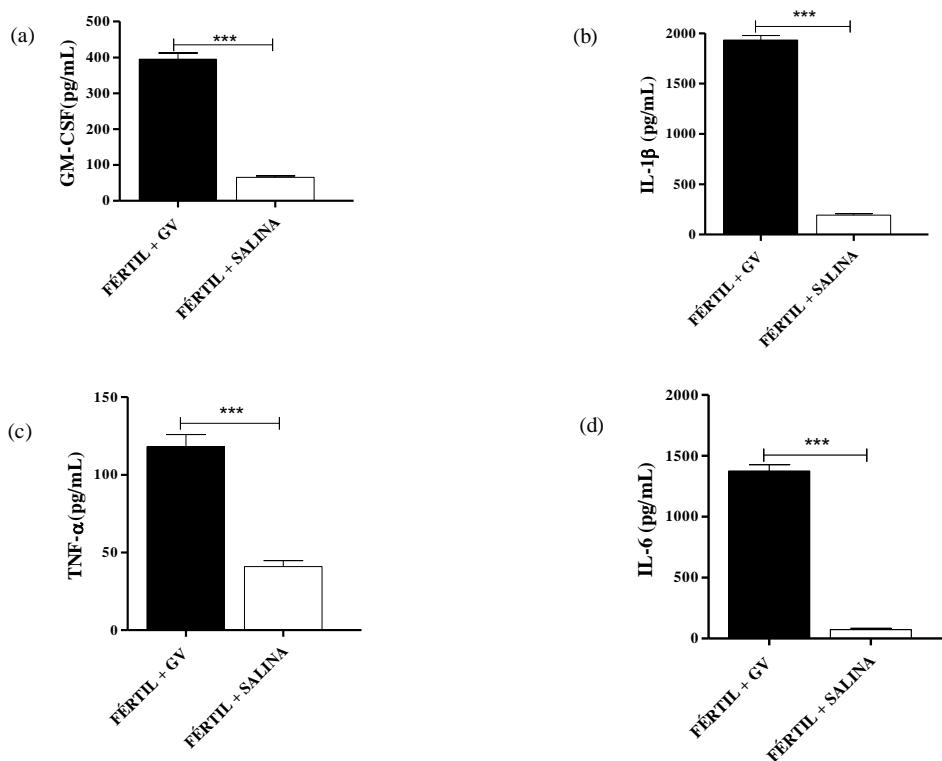 (a)
GM-CSF(pg/mL)
500
400
300
200
100
0
***
FÉRTIL + GV
FÉRTIL + SALINA
(b)
IL-1β (pg/mL)
2000
1500
1000
500
0
***
FÉRTIL + GV
FÉRTIL + SALINA
(c)
TNF-α(pg/mL)
150
100
50
0
***
FÉRTIL + GV
FÉRTIL + SALINA
(d)
IL-6 (pg/mL)
2000
1500
1000
500
0
***
FÉRTIL + GV
FÉRTIL + SALINA